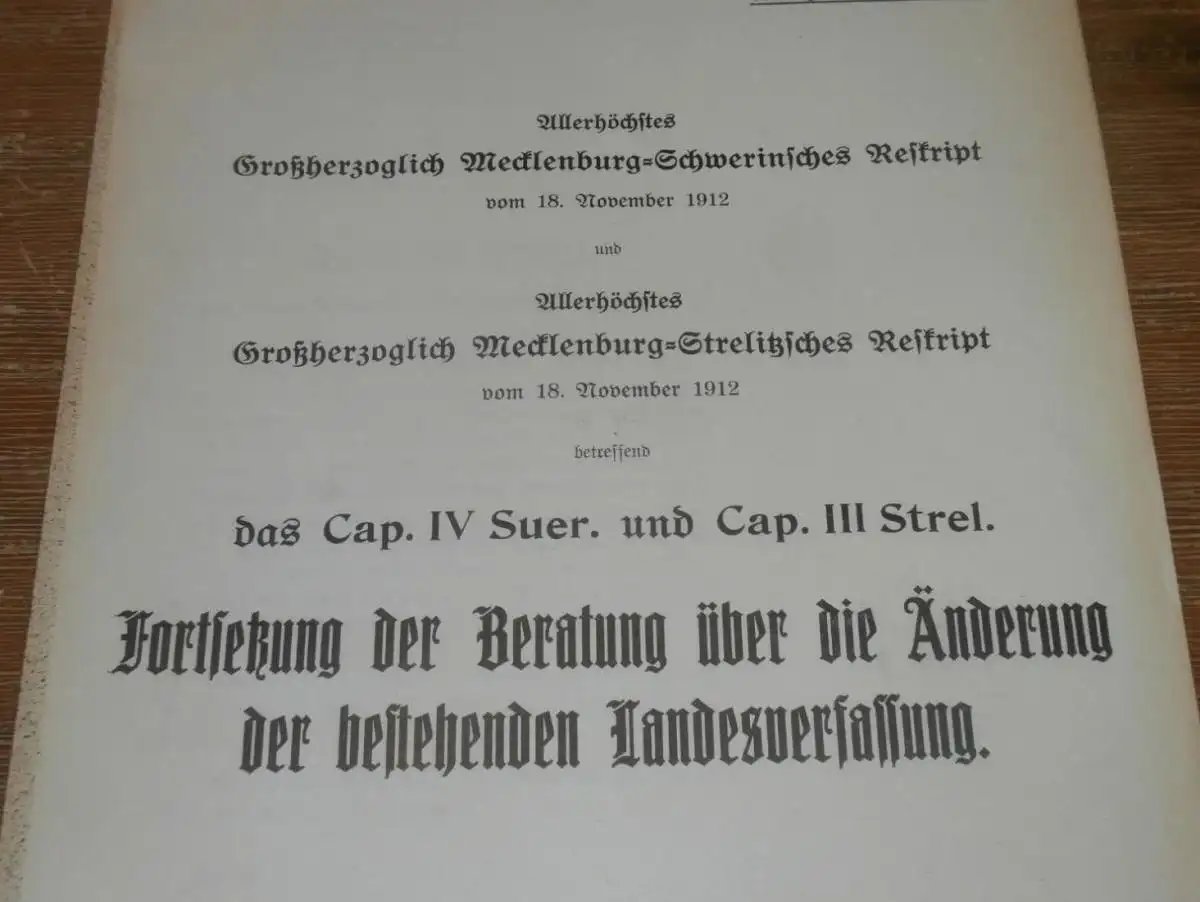 Allerhöchstes
Großherzoglich Mecklenburg-Schwerinsches Reskript
vom 18. November 1912
und
Allerhöchstes
Großherzoglich Mecklenburg-Strelitzsches Reskript
vom 18. November 1912
betreffend
das Cap. IV Suer. und Cap. III Strel.
Fortsetzung der Beratung über die Änderung
der bestehenden Landesverfassung.